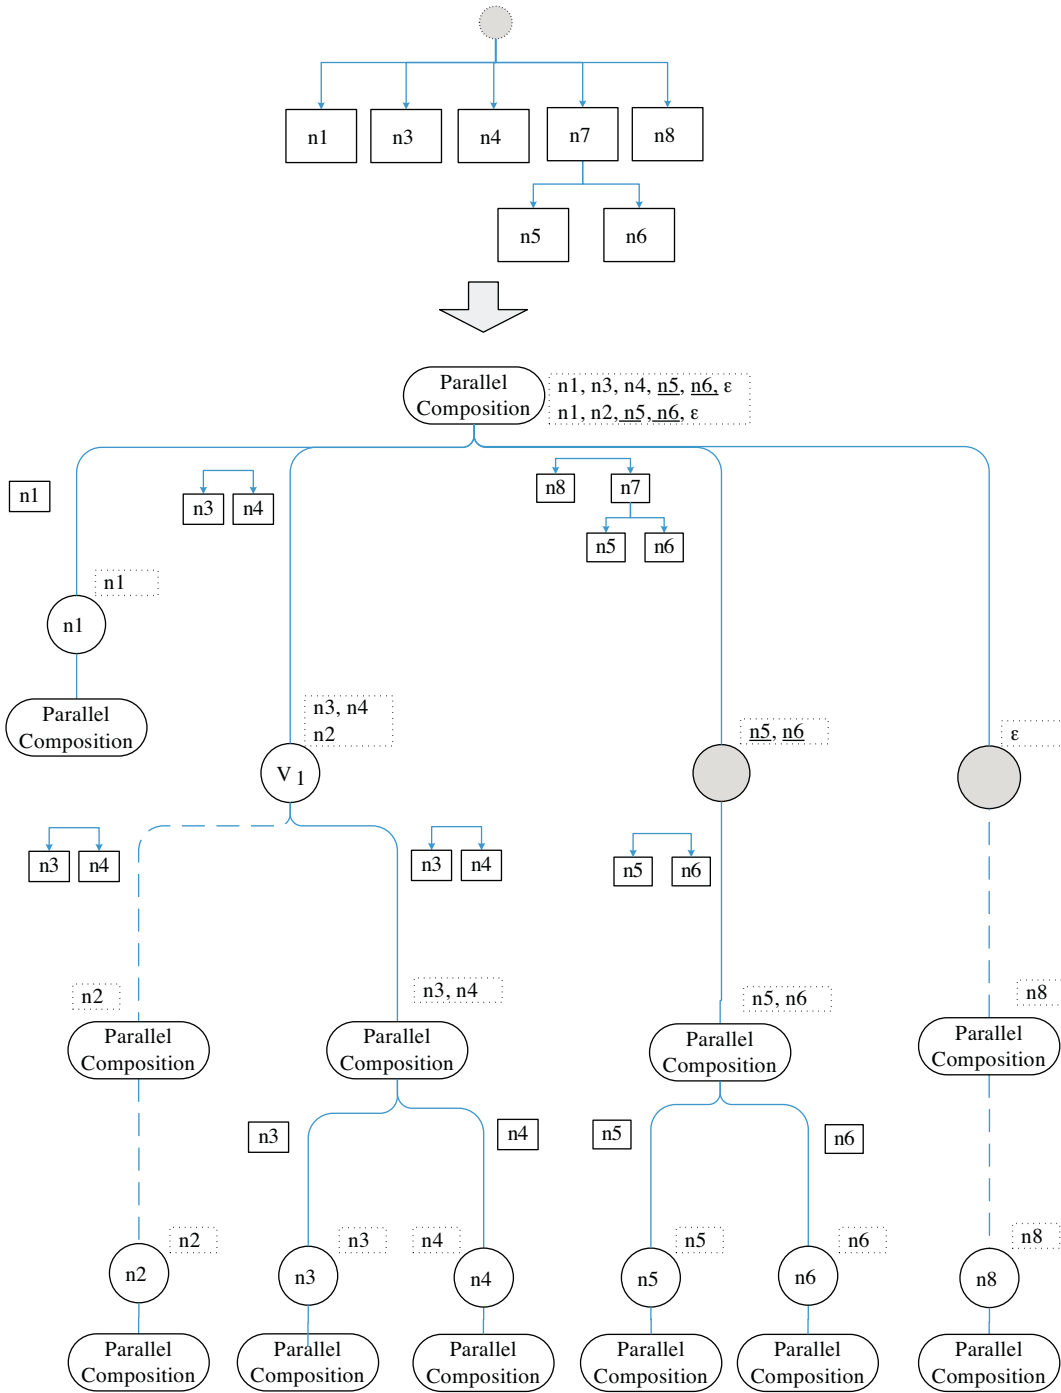 n1
n3
n4
n7
n8
n5
n6
Parallel
Composition
n1, n3, n4, n5, n6, ε
n1, n2, n5, n6, ε
n1
n3
n4
n8
n7
n5
n6
n1
n1
Parallel
Composition
n3, n4
n2
V 1
n5, n6
ε
n3
n4
n3
n4
n5
n6
n2
n3, n4
n5, n6
n8
Parallel
Composition
Parallel
Composition
Parallel
Composition
Parallel
Composition
n3
n4
n5
n6
n2
n3
n4
n5
n6
n8
n2
n3
n4
n5
n6
n8
Parallel
Composition
Parallel
Composition
Parallel
Composition
Parallel
Composition
Parallel
Composition
Parallel
Composition